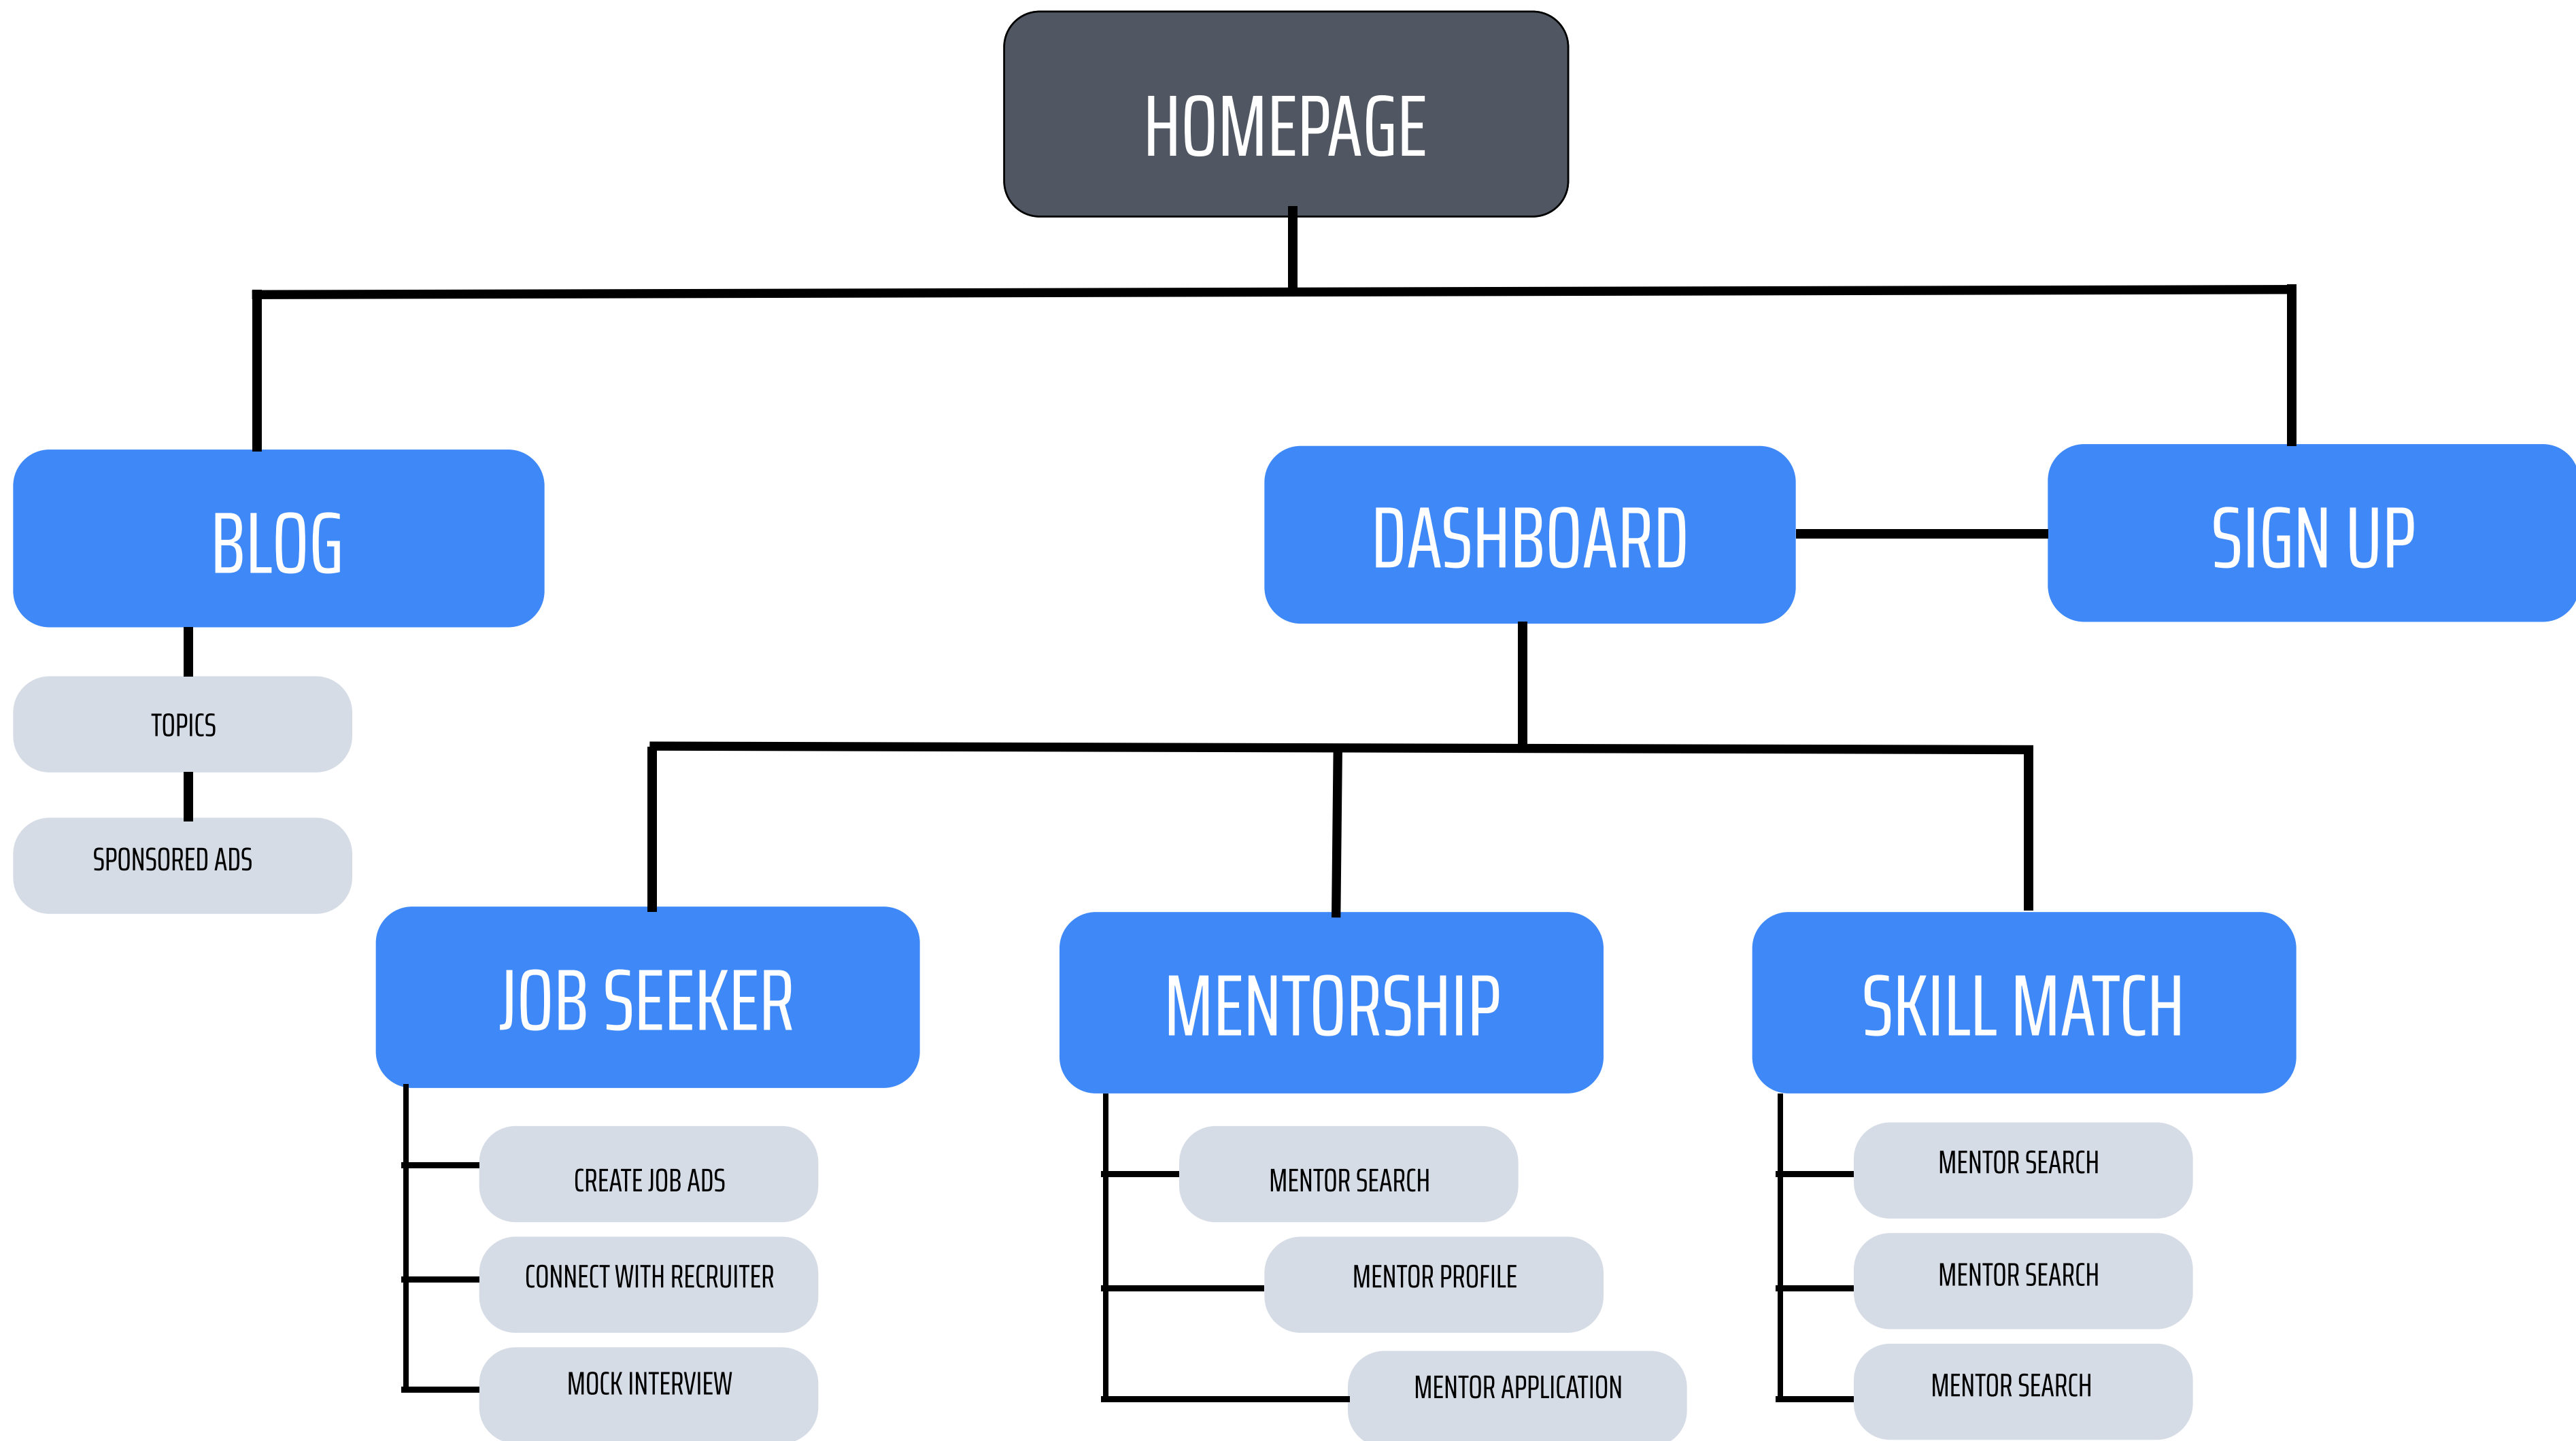 HOMEPAGE
BLOG
DASHBOARD
SIGN UP
TOPICS
SPONSORED ADS
JOB SEEKER
MENTORSHIP
SKILL MATCH
CREATE JOB ADS
CONNECT WITH RECRUITER
MOCK INTERVIEW
MENTOR SEARCH
MENTOR PROFILE
MENTOR APPLICATION
MENTOR SEARCH
MENTOR SEARCH
MENTOR SEARCH